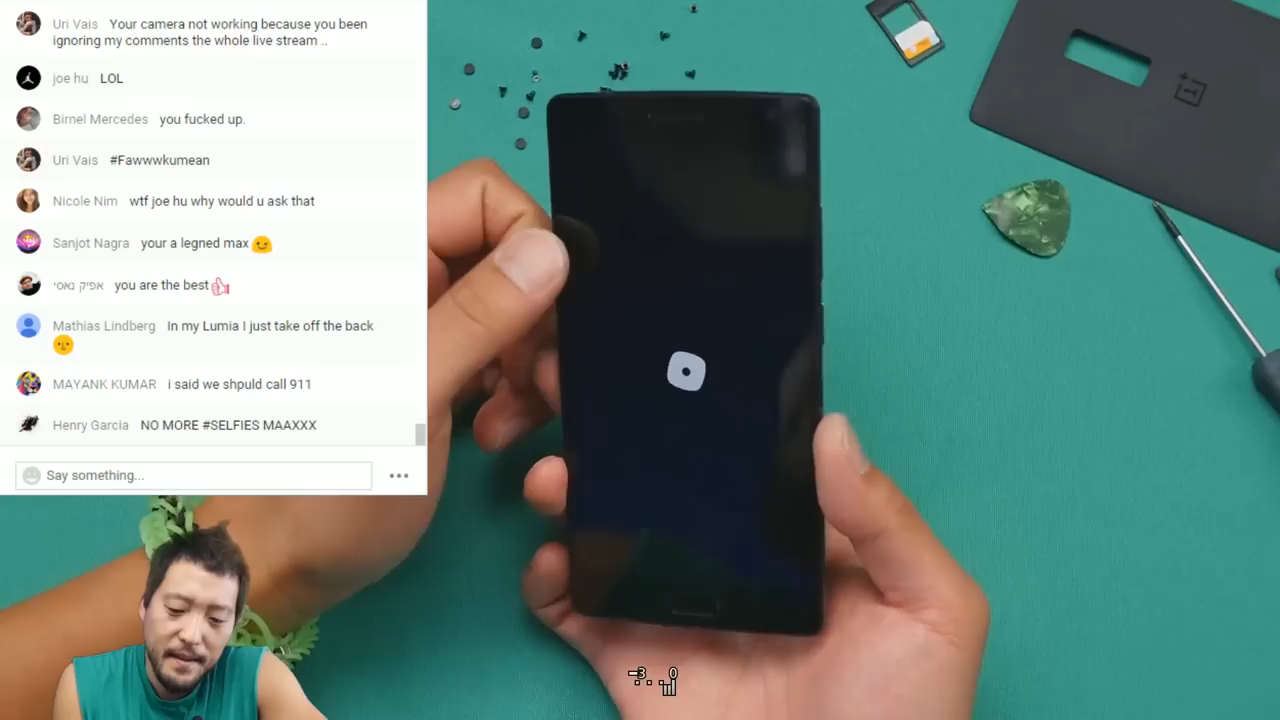 Uri Vais Your camera not working because you been
ignoring my comments the whole live stream ..
joe hu LOL
Birnel Mercedes you fucked up.
Uri Vais #Fawwwkumean
Nicole Nim wtf joe hu why would u ask that
Sanjot Nagra your a legned max
אפיק נאסי you are the best
Mathias Lindberg In my Lumia I just take off the back
MAYANK KUMAR i said we shpuld call 911
Henry Garcia NO MORE #SELFIES MAAXXX
Say something...
-3 0